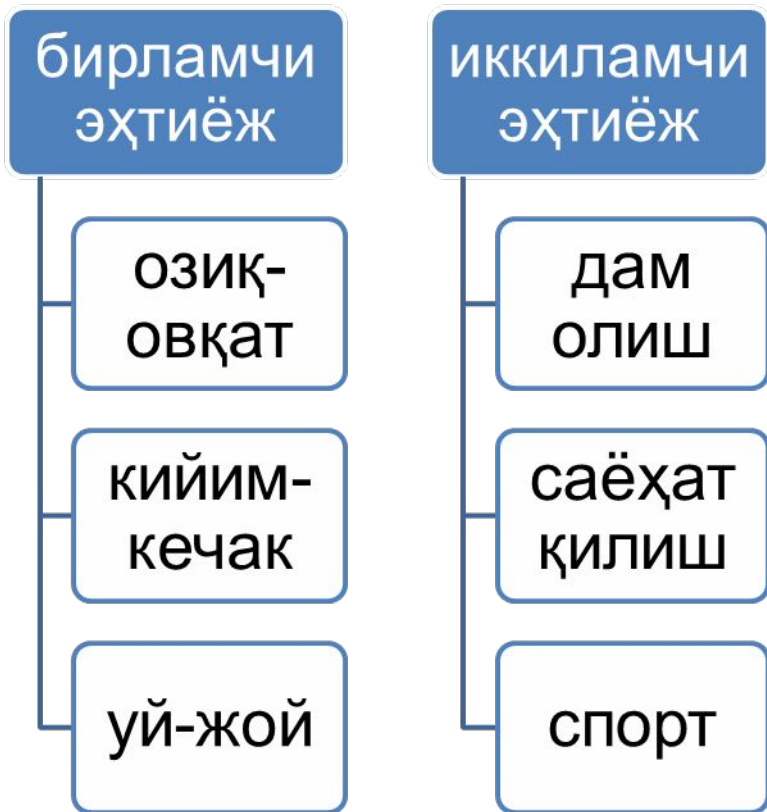 бирламчи
эҳтиёж
озиқ-
овқат
кийим-
кечак
уй-жой
иккиламчи
эҳтиёж
дам
олиш
саёҳат
қилиш
спорт